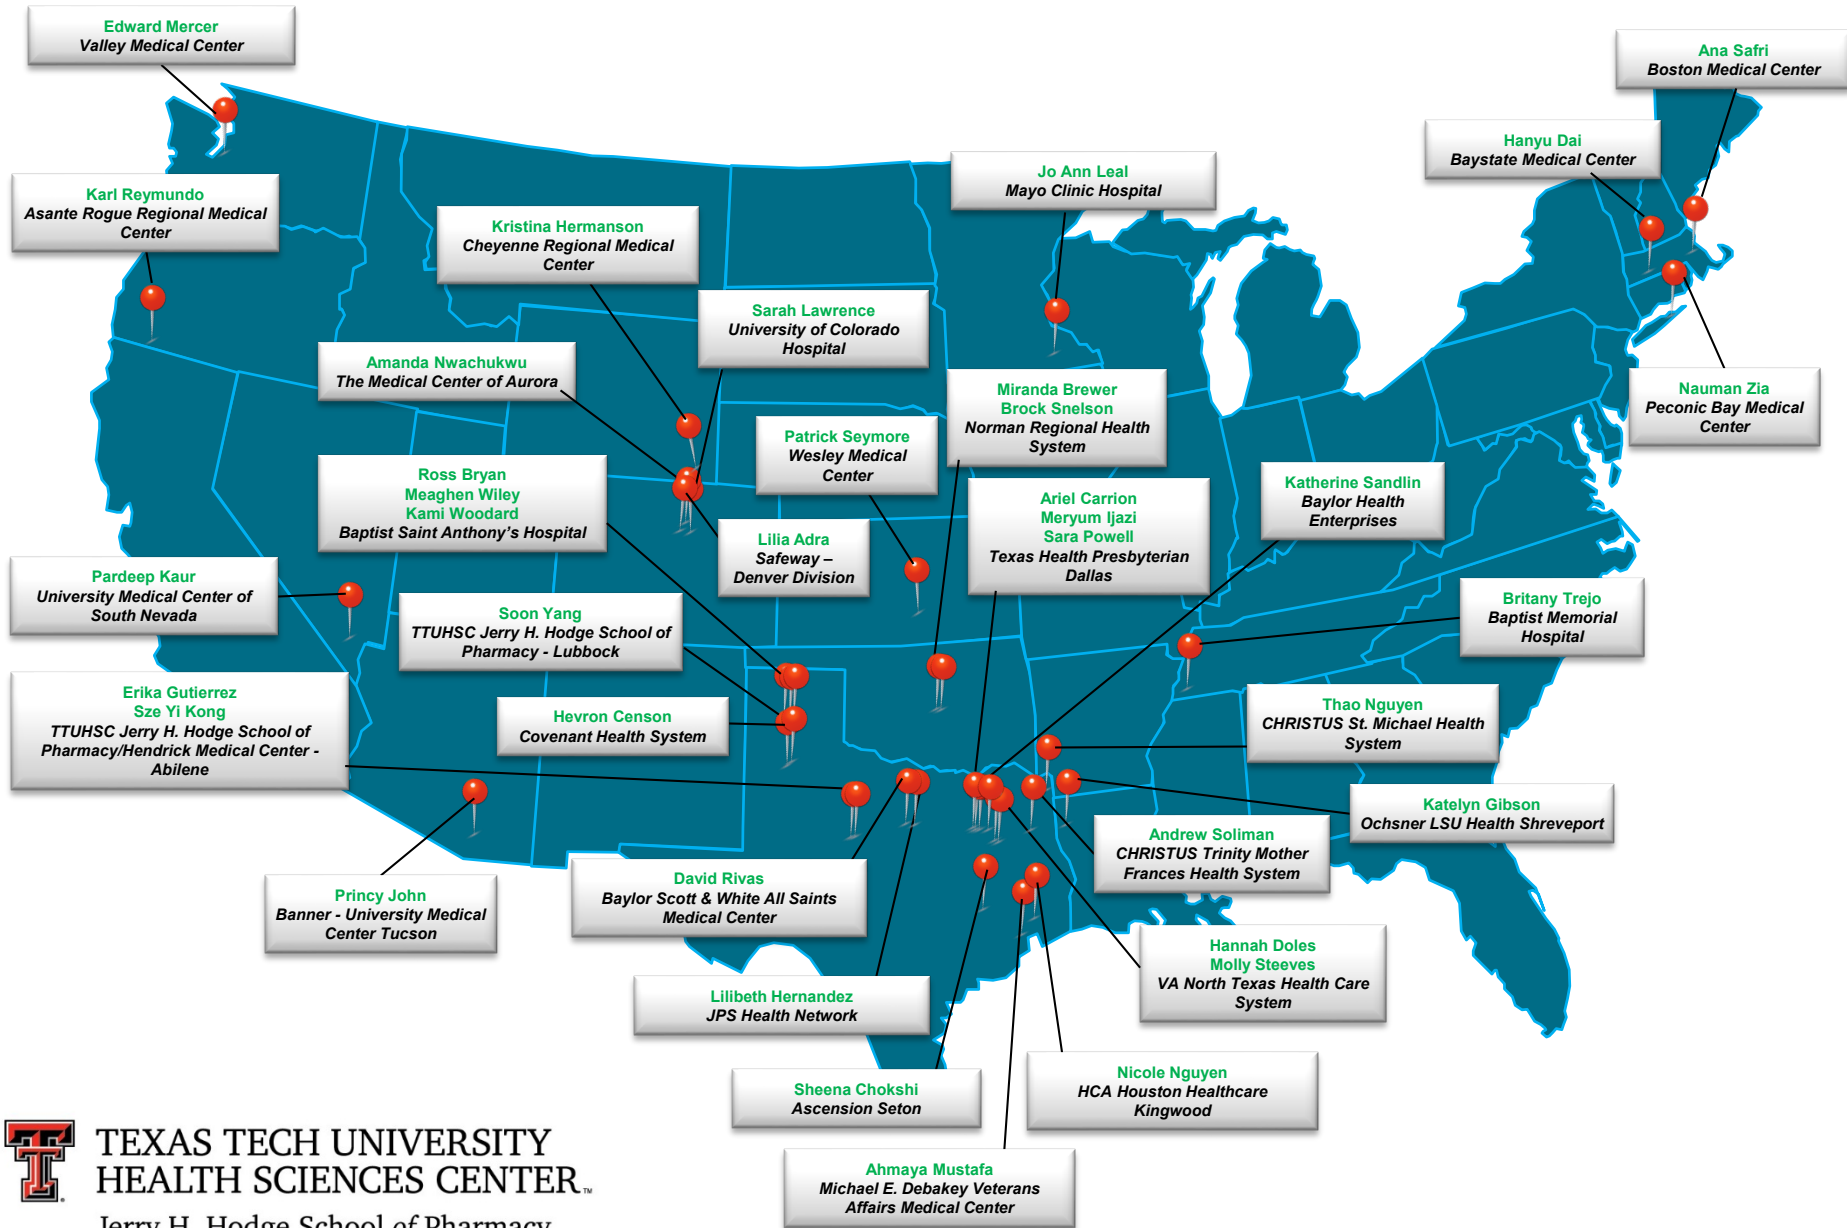 Edward Mercer
Valley Medical Center
Ana Safri
Boston Medical Center
Hanyu Dai
Baystate Medical Center
Jo Ann Leal
Mayo Clinic Hospital
Karl Reymundo
Asante Rogue Regional Medical
Center
Kristina Hermanson
Cheyenne Regional Medical
Center
Sarah Lawrence
University of Colorado
Hospital
Amanda Nwachukwu
The Medical Center of Aurora
Miranda Brewer
Brock Snelson
Norman Regional Health
System
Nauman Zia
Peconic Bay Medical
Center
Patrick Seymore
Wesley Medical
Center
Ross Bryan
Meaghen Wiley
Kami Woodard
Baptist Saint Anthony's Hospital
Katherine Sandlin
Baylor Health
Enterprises
Ariel Carrion
Meryum Ijazi
Sara Powell
Texas Health Presbyterian
Dallas
Lilia Adra
Safeway –
Denver Division
Pardeep Kaur
University Medical Center of
South Nevada
Britany Trejo
Baptist Memorial
Hospital
Soon Yang
TTUHSC Jerry H. Hodge School of
Pharmacy - Lubbock
Erika Gutierrez
Sze Yi Kong
TTUHSC Jerry H. Hodge School of
Pharmacy/Hendrick Medical Center -
Abilene
Hevron Censon
Covenant Health System
Thao Nguyen
CHRISTUS St. Michael Health
System
Katelyn Gibson
Ochsner LSU Health Shreveport
Andrew Soliman
CHRISTUS Trinity Mother
Frances Health System
Princy John
Banner - University Medical
Center Tucson
David Rivas
Baylor Scott & White All Saints
Medical Center
Hannah Doles
Molly Steeves
VA North Texas Health Care
System
Lilibeth Hernandez
JPS Health Network
Nicole Nguyen
HCA Houston Healthcare
Kingwood
Sheena Chokshi
Ascension Seton
Ahmaya Mustafa
Michael E. Debakey Veterans
Affairs Medical Center
TEXAS TECH UNIVERSITY
HEALTH SCIENCES CENTER™
Jerry H. Hodge School of Pharmacy